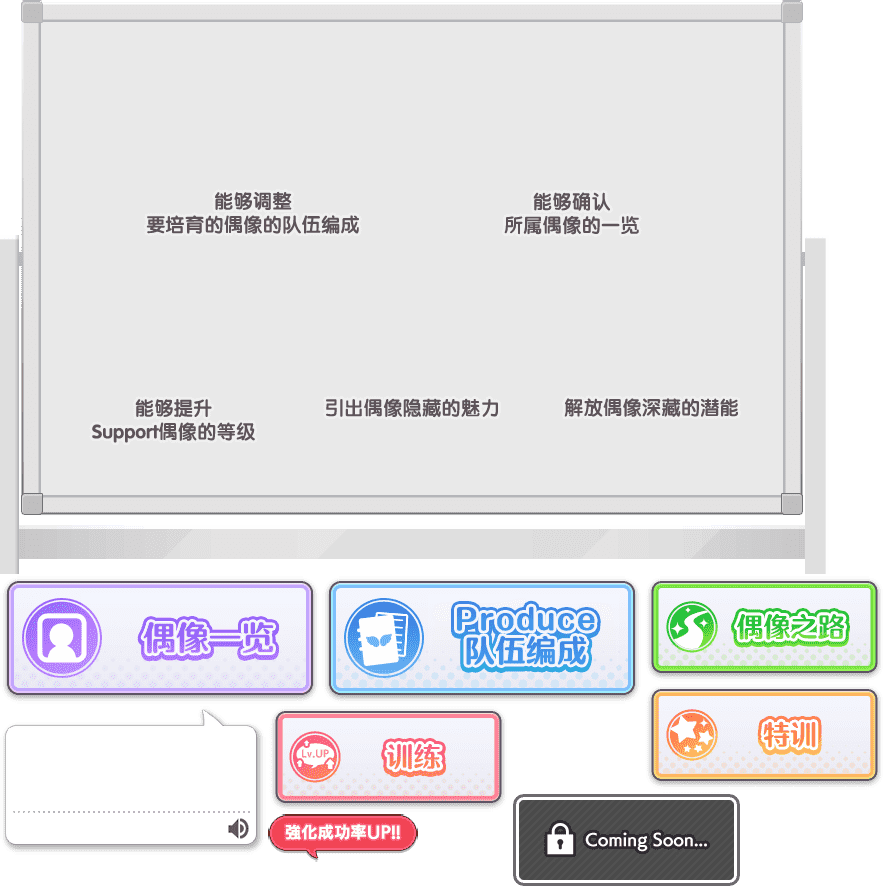 能够调整
要培育的偶像的队伍编成
能够确认
所属偶像的一览
能够提升
Support偶像的等级
引出偶像隐藏的魅力
解放偶像深藏的潜能
偶像一览
Produce
队伍编成
偶像之路
Lv.UP
训练
特训
強化成功率UP!!
Coming Soon...